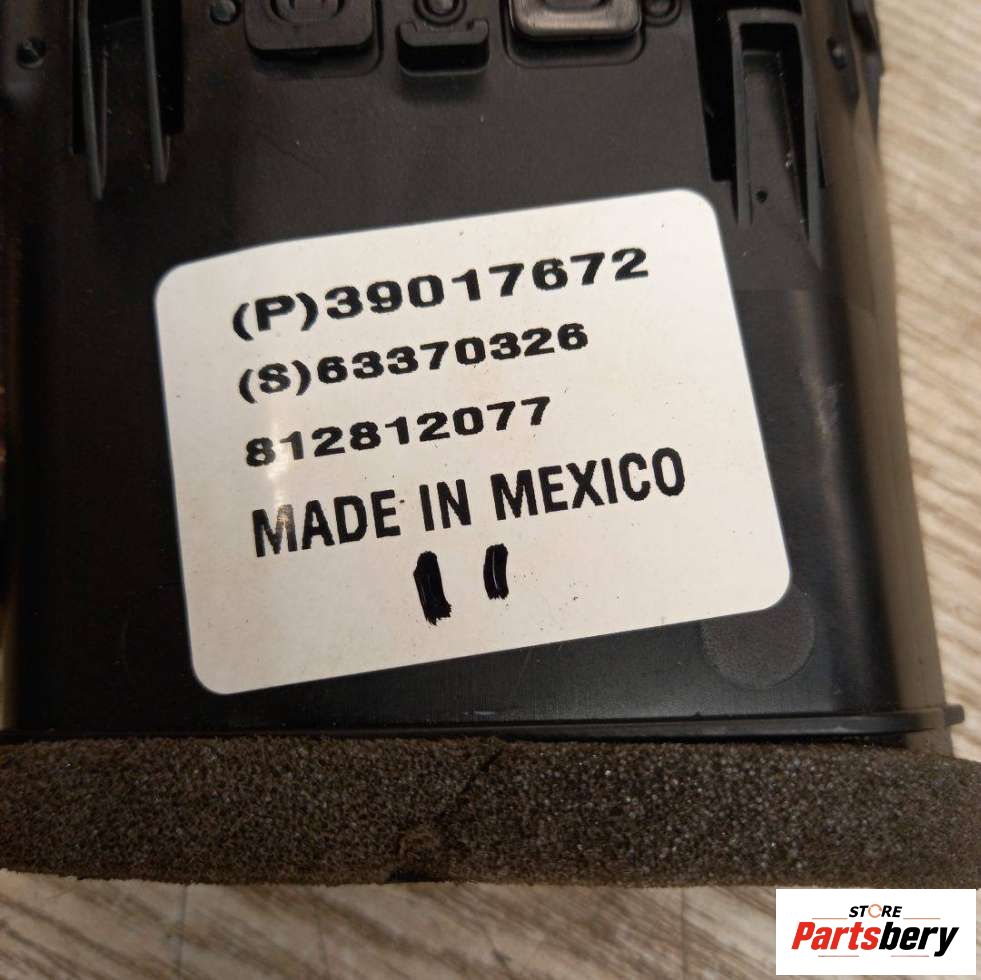 (P)39017672
(S)63370326
812812077
MADE IN MEXICO
STORE
Partsbery